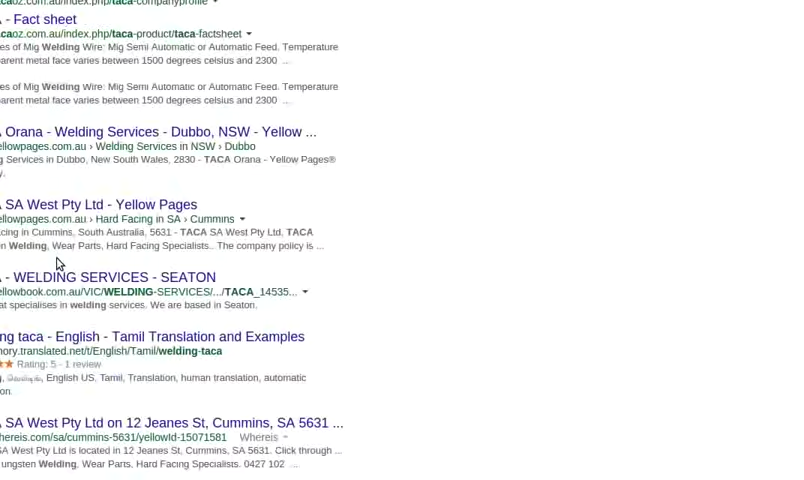 caoz.com.au/index.php/taca-companyprofile
- Fact sheet
caoz.com.au/index.php/taca-product/taca-factsheet
es of Mig Welding Wire: Mig Semi Automatic or Automatic Feed. Temperature
arent metal face varies between 1500 degrees celsius and 2300 ...
es of Mig Welding Wire: Mig Semi Automatic or Automatic Feed. Temperature
arent metal face varies between 1500 degrees celsius and 2300 ...
A Orana - Welding Services - Dubbo, NSW - Yellow ...
ellowpages.com.au › Welding Services in NSW › Dubbo
g Services in Dubbo, New South Wales, 2830 - TACA Orana - Yellow Pages®
y.
A SA West Pty Ltd - Yellow Pages
ellowpages.com.au › Hard Facing in SA › Cummins
cing in Cummins, South Australia, 5631 - TACA SA West Pty Ltd, TACA
n Welding, Wear Parts, Hard Facing Specialists.. The company policy is ...
A - WELDING SERVICES - SEATON
ellowbook.com.au/VIC/WELDING-SERVICES/.../TACA_14535...
at specialises in welding services. We are based in Seaton.
ng taca - English - Tamil Translation and Examples
nory.translated.net/t/English/Tamil/welding-taca
Rating: 5 - 1 review
English US. Tamil, Translation, human translation, automatic
on.
A SA West Pty Ltd on 12 Jeanes St, Cummins, SA 5631 ...
hereis.com/sa/cummins-5631/yellowId-15071581 Whereis
SA West Pty Ltd is located in 12 Jeanes St, Cummins, SA 5631. Click through ...
ungsten Welding, Wear Parts, Hard Facing Specialists. 0427 102 ...